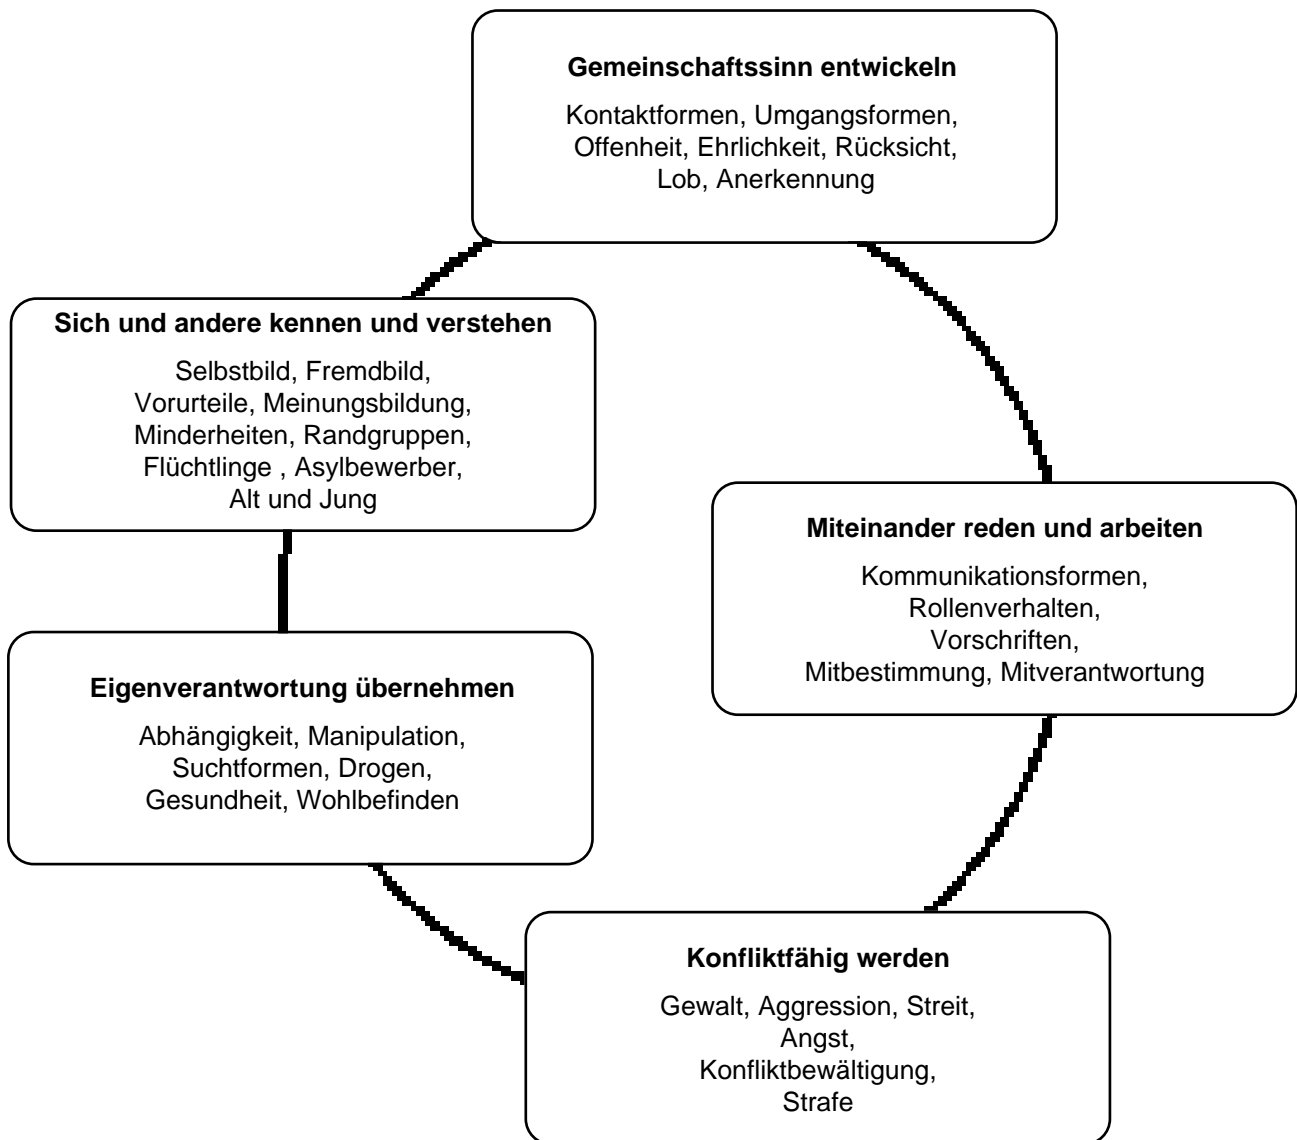 Gemeinschaftssinn entwickeln
Kontaktformen, Umgangsformen,
Offenheit, Ehrlichkeit, Rücksicht,
Lob, Anerkennung
Sich und andere kennen und verstehen
Selbstbild, Fremdbild,
Vorurteile, Meinungsbildung,
Minderheiten, Randgruppen,
Flüchtlinge , Asylbewerber,
Alt und Jung
Miteinander reden und arbeiten
Kommunikationsformen,
Rollenverhalten,
Vorschriften,
Mitbestimmung, Mitverantwortung
Eigenverantwortung übernehmen
Abhängigkeit, Manipulation,
Suchtformen, Drogen,
Gesundheit, Wohlbefinden
Konfliktfähig werden
Gewalt, Aggression, Streit,
Angst,
Konfliktbewältigung,
Strafe